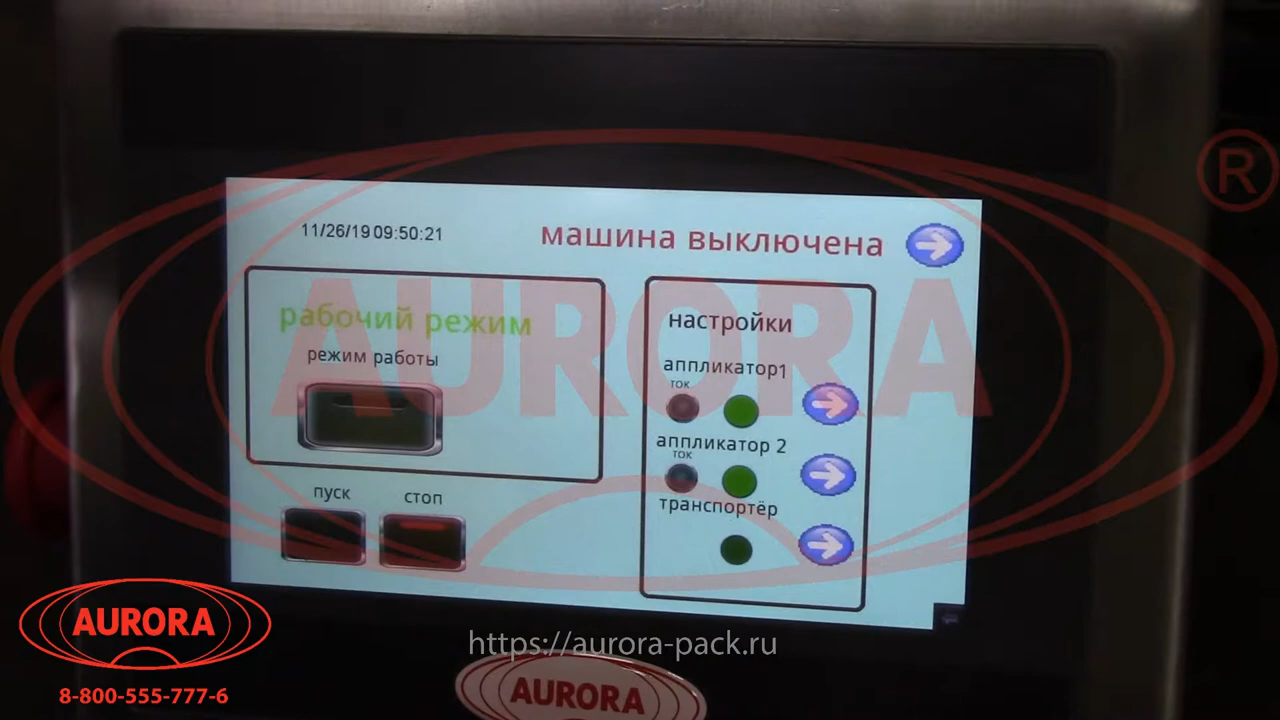 11/26/19 09:50:21
машина выключена
рабочий режим
режим работы
пуск
стоп
настройки
аппликатор1
ток
аппликатор 2
ток
транспортёр
AURORA
®
AURORA
8-800-555-777-6
https://aurora-pack.ru
AURORA